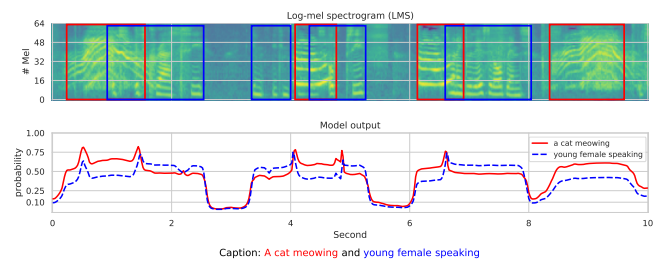 Log-mel spectrogram (LMS)
# Mel
64
48
32
16
0
Model output
probability
1.00
0.75
0.50
0.25
0.10
a cat meowing
young female speaking
0 2 4 6 8 10
Second
Caption: A cat meowing and young female speaking